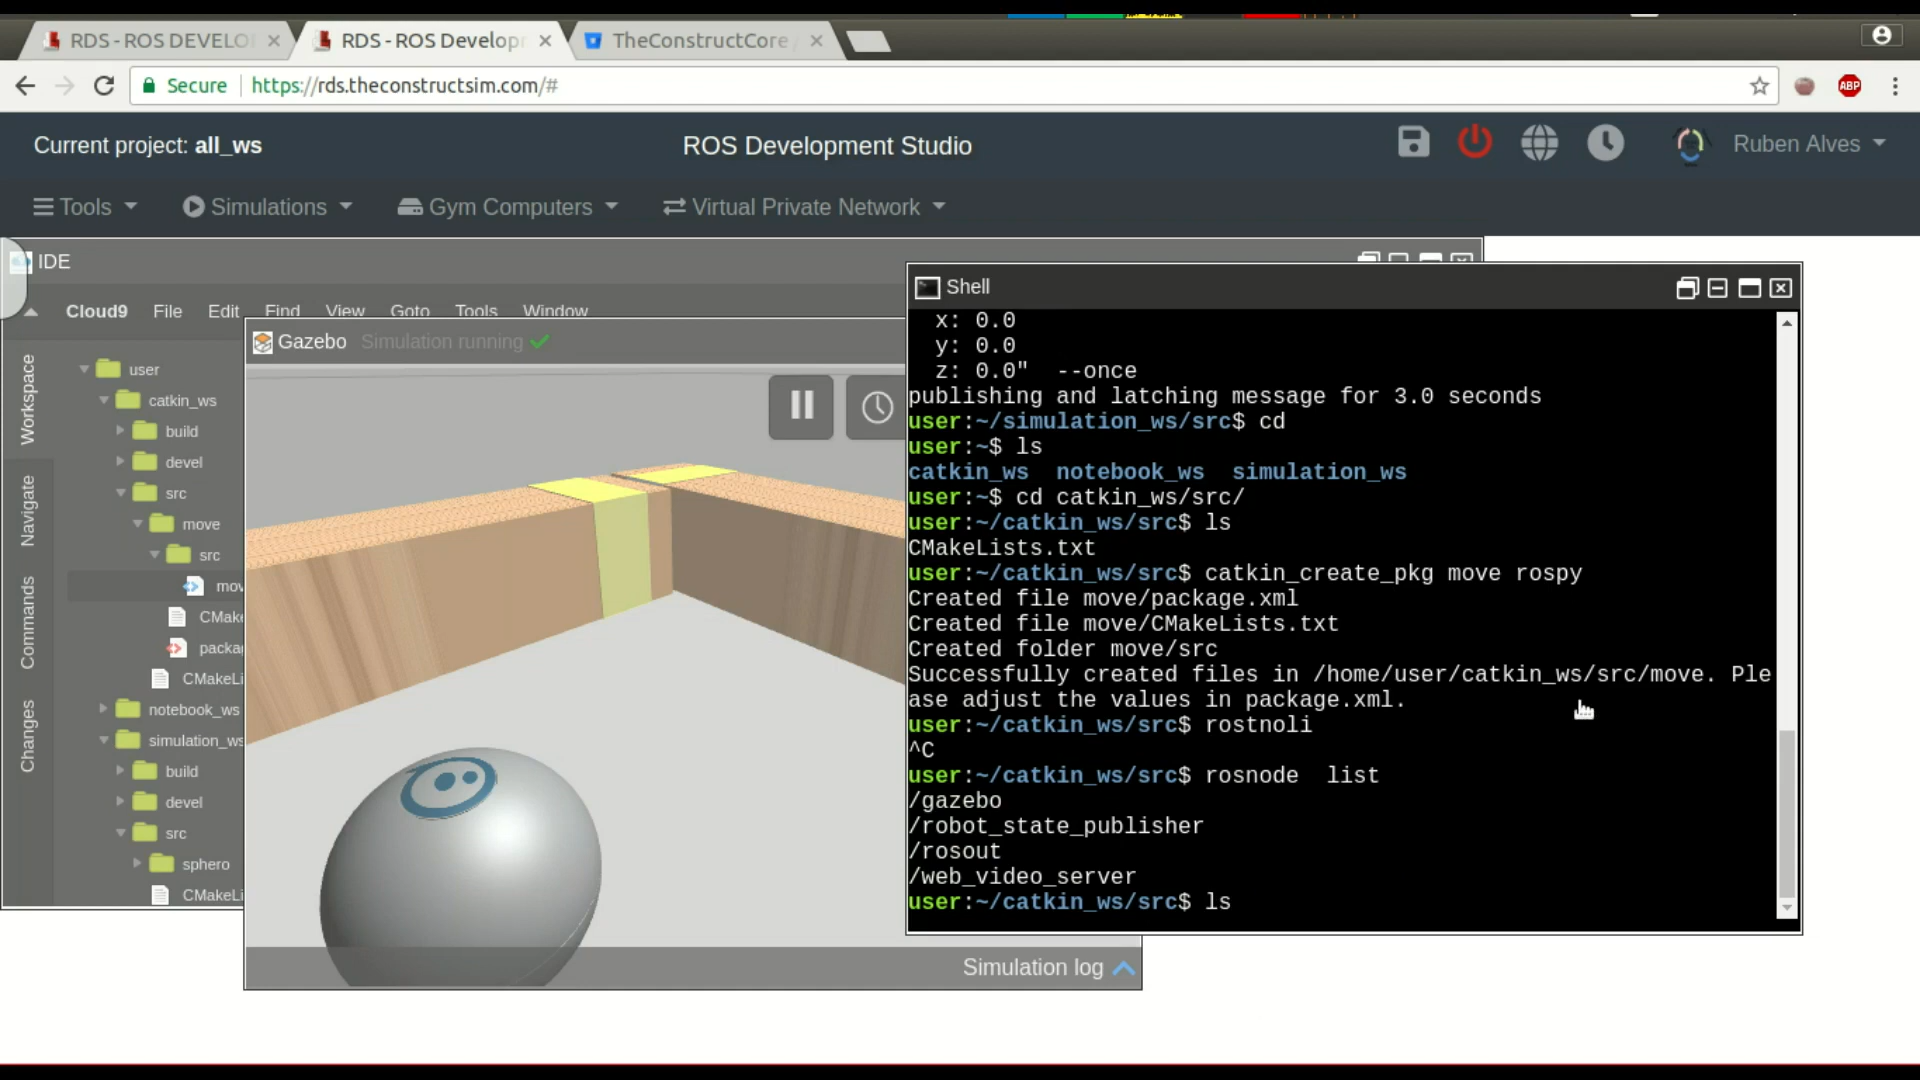 RDS - ROS DEVELO
RDS - ROS Develop
TheConstructCore
Secure
https://rds.theconstructsim.com/#
ABP
Current project: all_ws
ROS Development Studio
Ruben Alves
Tools
Simulations
Gym Computers
Virtual Private Network
IDE
Cloud9 File Edit Find View Goto Tools Window
Workspace
Navigate
Commands
Changes
user
catkin_ws
build
devel
src
move
src
mov
CMake
packa
CMakeLi
notebook_ws
simulation_ws
build
devel
src
sphero
CMakeLi
Gazebo Simulation running
Simulation log
Shell
x: 0.0
y: 0.0
z: 0.0" --once
publishing and latching message for 3.0 seconds
user:~/simulation_ws/src$ cd
user:~$ ls
catkin_ws notebook_ws simulation_ws
user:~$ cd catkin_ws/src/
user:~/catkin_ws/src$ ls
CMakeLists.txt
user:~/catkin_ws/src$ catkin_create_pkg move rospy
Created file move/package.xml
Created file move/CMakeLists.txt
Created folder move/src
Successfully created files in /home/user/catkin_ws/src/move. Ple
ase adjust the values in package.xml.
user:~/catkin_ws/src$ rostnoli
^C
user:~/catkin_ws/src$ rosnode  list
/gazebo
/robot_state_publisher
/rosout
/web_video_server
user:~/catkin_ws/src$ ls